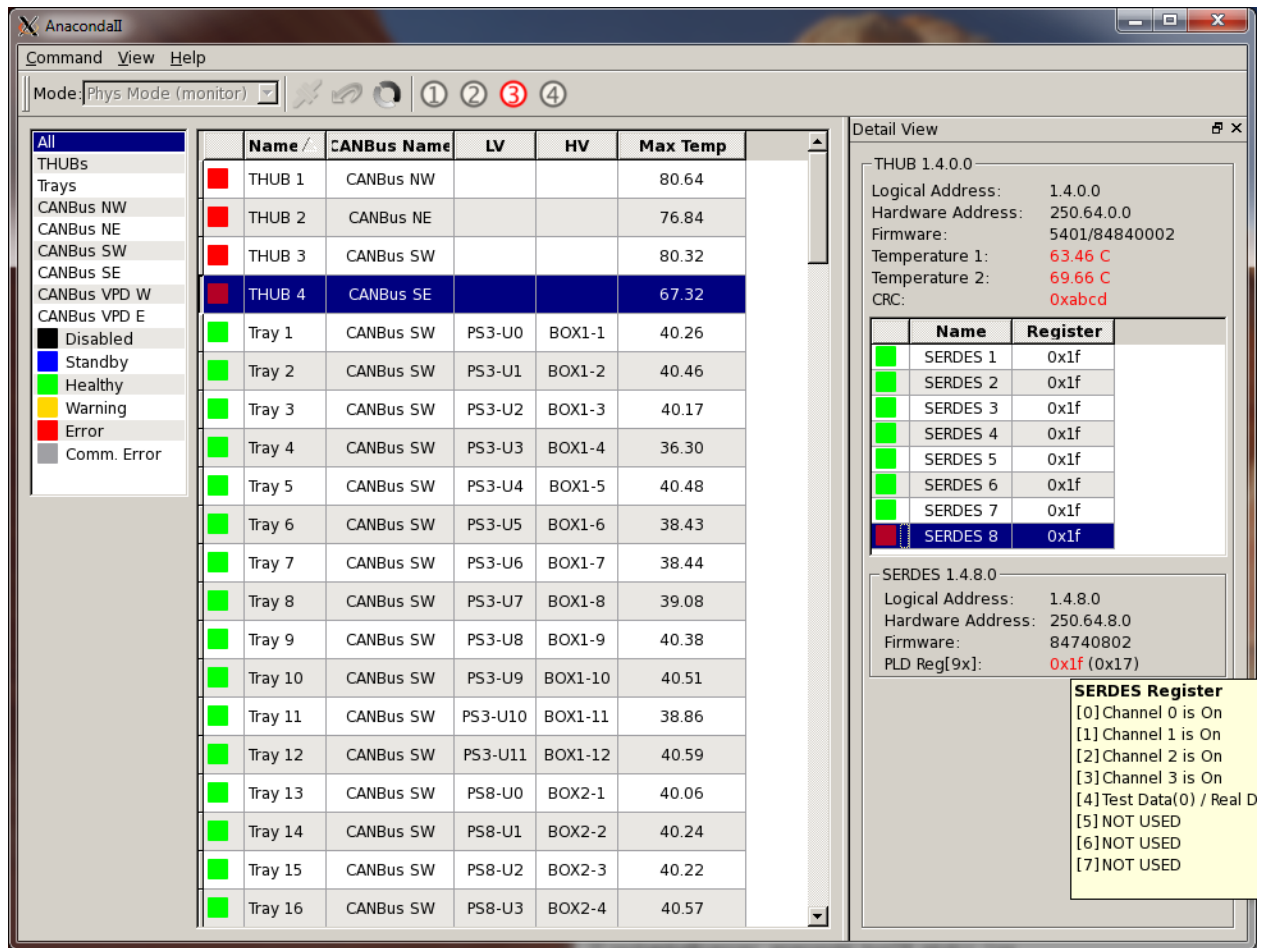 AnacondaII
Command View Help
Mode: Phys Mode (monitor) 1 2 3 4
All
THUBs
Trays
CANBus NW
CANBus NE
CANBus SW
CANBus SE
CANBus VPD W
CANBus VPD E
Disabled
Standby
Healthy
Warning
Error
Comm. Error
Name CANBus Name LV HV Max Temp
THUB 1 CANBus NW 80.64
THUB 2 CANBus NE 76.84
THUB 3 CANBus SW 80.32
THUB 4 CANBus SE 67.32
Tray 1 CANBus SW PS3-U0 BOX1-1 40.26
Tray 2 CANBus SW PS3-U1 BOX1-2 40.46
Tray 3 CANBus SW PS3-U2 BOX1-3 40.17
Tray 4 CANBus SW PS3-U3 BOX1-4 36.30
Tray 5 CANBus SW PS3-U4 BOX1-5 40.48
Tray 6 CANBus SW PS3-U5 BOX1-6 38.43
Tray 7 CANBus SW PS3-U6 BOX1-7 38.44
Tray 8 CANBus SW PS3-U7 BOX1-8 39.08
Tray 9 CANBus SW PS3-U8 BOX1-9 40.38
Tray 10 CANBus SW PS3-U9 BOX1-10 40.51
Tray 11 CANBus SW PS3-U10 BOX1-11 38.86
Tray 12 CANBus SW PS3-U11 BOX1-12 40.59
Tray 13 CANBus SW PS8-U0 BOX2-1 40.06
Tray 14 CANBus SW PS8-U1 BOX2-2 40.24
Tray 15 CANBus SW PS8-U2 BOX2-3 40.22
Tray 16 CANBus SW PS8-U3 BOX2-4 40.57
Detail View
THUB 1.4.0.0
Logical Address: 1.4.0.0
Hardware Address: 250.64.0.0
Firmware: 5401/84840002
Temperature 1: 63.46 C
Temperature 2: 69.66 C
CRC: 0xabcd
Name Register
SERDES 1 0x1f
SERDES 2 0x1f
SERDES 3 0x1f
SERDES 4 0x1f
SERDES 5 0x1f
SERDES 6 0x1f
SERDES 7 0x1f
SERDES 8 0x1f
SERDES 1.4.8.0
Logical Address: 1.4.8.0
Hardware Address: 250.64.8.0
Firmware: 84740802
PLD Reg[9x]: 0x1f (0x17)
SERDES Register
[0] Channel 0 is On
[1] Channel 1 is On
[2] Channel 2 is On
[3] Channel 3 is On
[4] Test Data(0) / Real D
[5] NOT USED
[6] NOT USED
[7] NOT USED